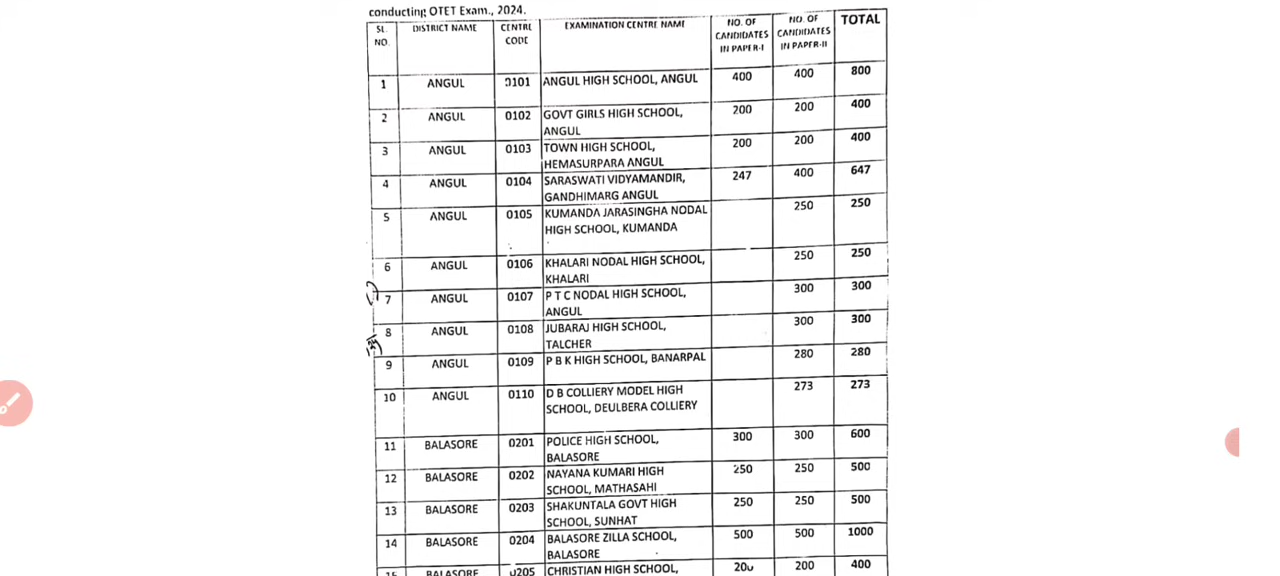 conducting OTET Exam., 2024.
SL. NO. DISTRICT NAME CENTRE CODE EXAMINATION CENTRE NAME NO. OF CANDIDATES IN PAPER-I NO. OF CANDIDATES IN PAPER-II TOTAL
1 ANGUL 0101 ANGUL HIGH SCHOOL, ANGUL 400 400 800
2 ANGUL 0102 GOVT GIRLS HIGH SCHOOL, ANGUL 200 200 400
3 ANGUL 0103 TOWN HIGH SCHOOL, HEMASURPARA ANGUL 200 200 400
4 ANGUL 0104 SARASWATI VIDYAMANDIR, GANDHIMARG ANGUL 247 400 647
5 ANGUL 0105 KUMANDA JARASINGHA NODAL HIGH SCHOOL, KUMANDA 250 250
6 ANGUL 0106 KHALARI NODAL HIGH SCHOOL, KHALARI 250 250
7 ANGUL 0107 P T C NODAL HIGH SCHOOL, ANGUL 300 300
8 ANGUL 0108 JUBARAJ HIGH SCHOOL, TALCHER 300 300
9 ANGUL 0109 P B K HIGH SCHOOL, BANARPAL 280 280
10 ANGUL 0110 D B COLLIERY MODEL HIGH SCHOOL, DEULBERA COLLIERY 273 273
11 BALASORE 0201 POLICE HIGH SCHOOL, BALASORE 300 300 600
12 BALASORE 0202 NAYANA KUMARI HIGH SCHOOL, MATHASAHI 250 250 500
13 BALASORE 0203 SHAKUNTALA GOVT HIGH SCHOOL, SUNHAT 250 250 500
14 BALASORE 0204 BALASORE ZILLA SCHOOL, BALASORE 500 500 1000
15 BALASORE 0205 CHRISTIAN HIGH SCHOOL, 200 200 400